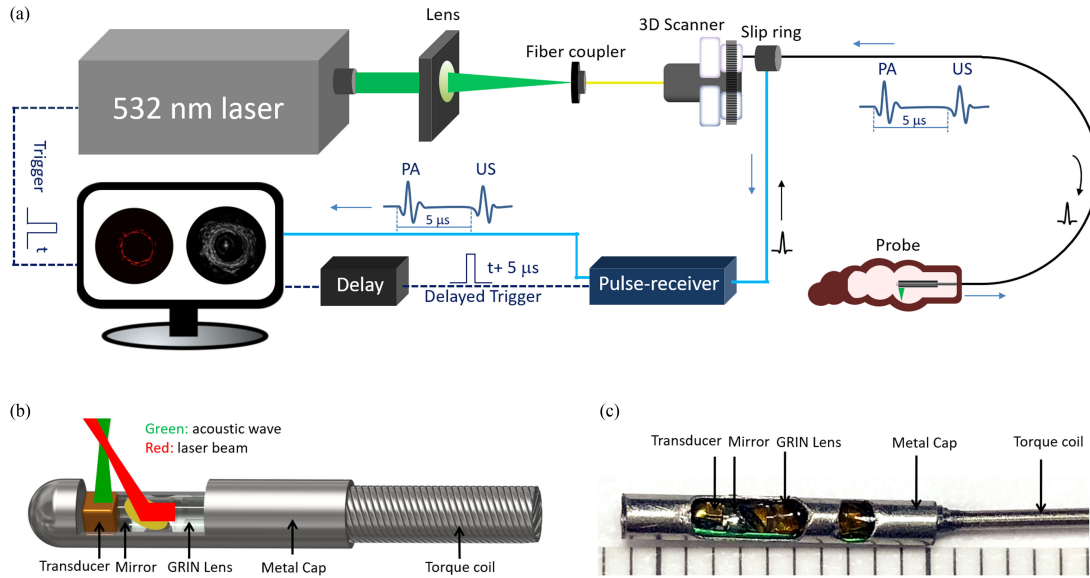 (a)
Lens
3D Scanner
Slip ring
Fiber coupler
532 nm laser
PA
US
5 µs
Trigger
t
PA
US
5 µs
Probe
t+ 5 µs
Delay
Delayed Trigger
Pulse-receiver
(b)
Green: acoustic wave
Red: laser beam
Transducer
Mirror
GRIN Lens
Metal Cap
Torque coil
(c)
Transducer
Mirror
GRIN Lens
Metal Cap
Torque coil